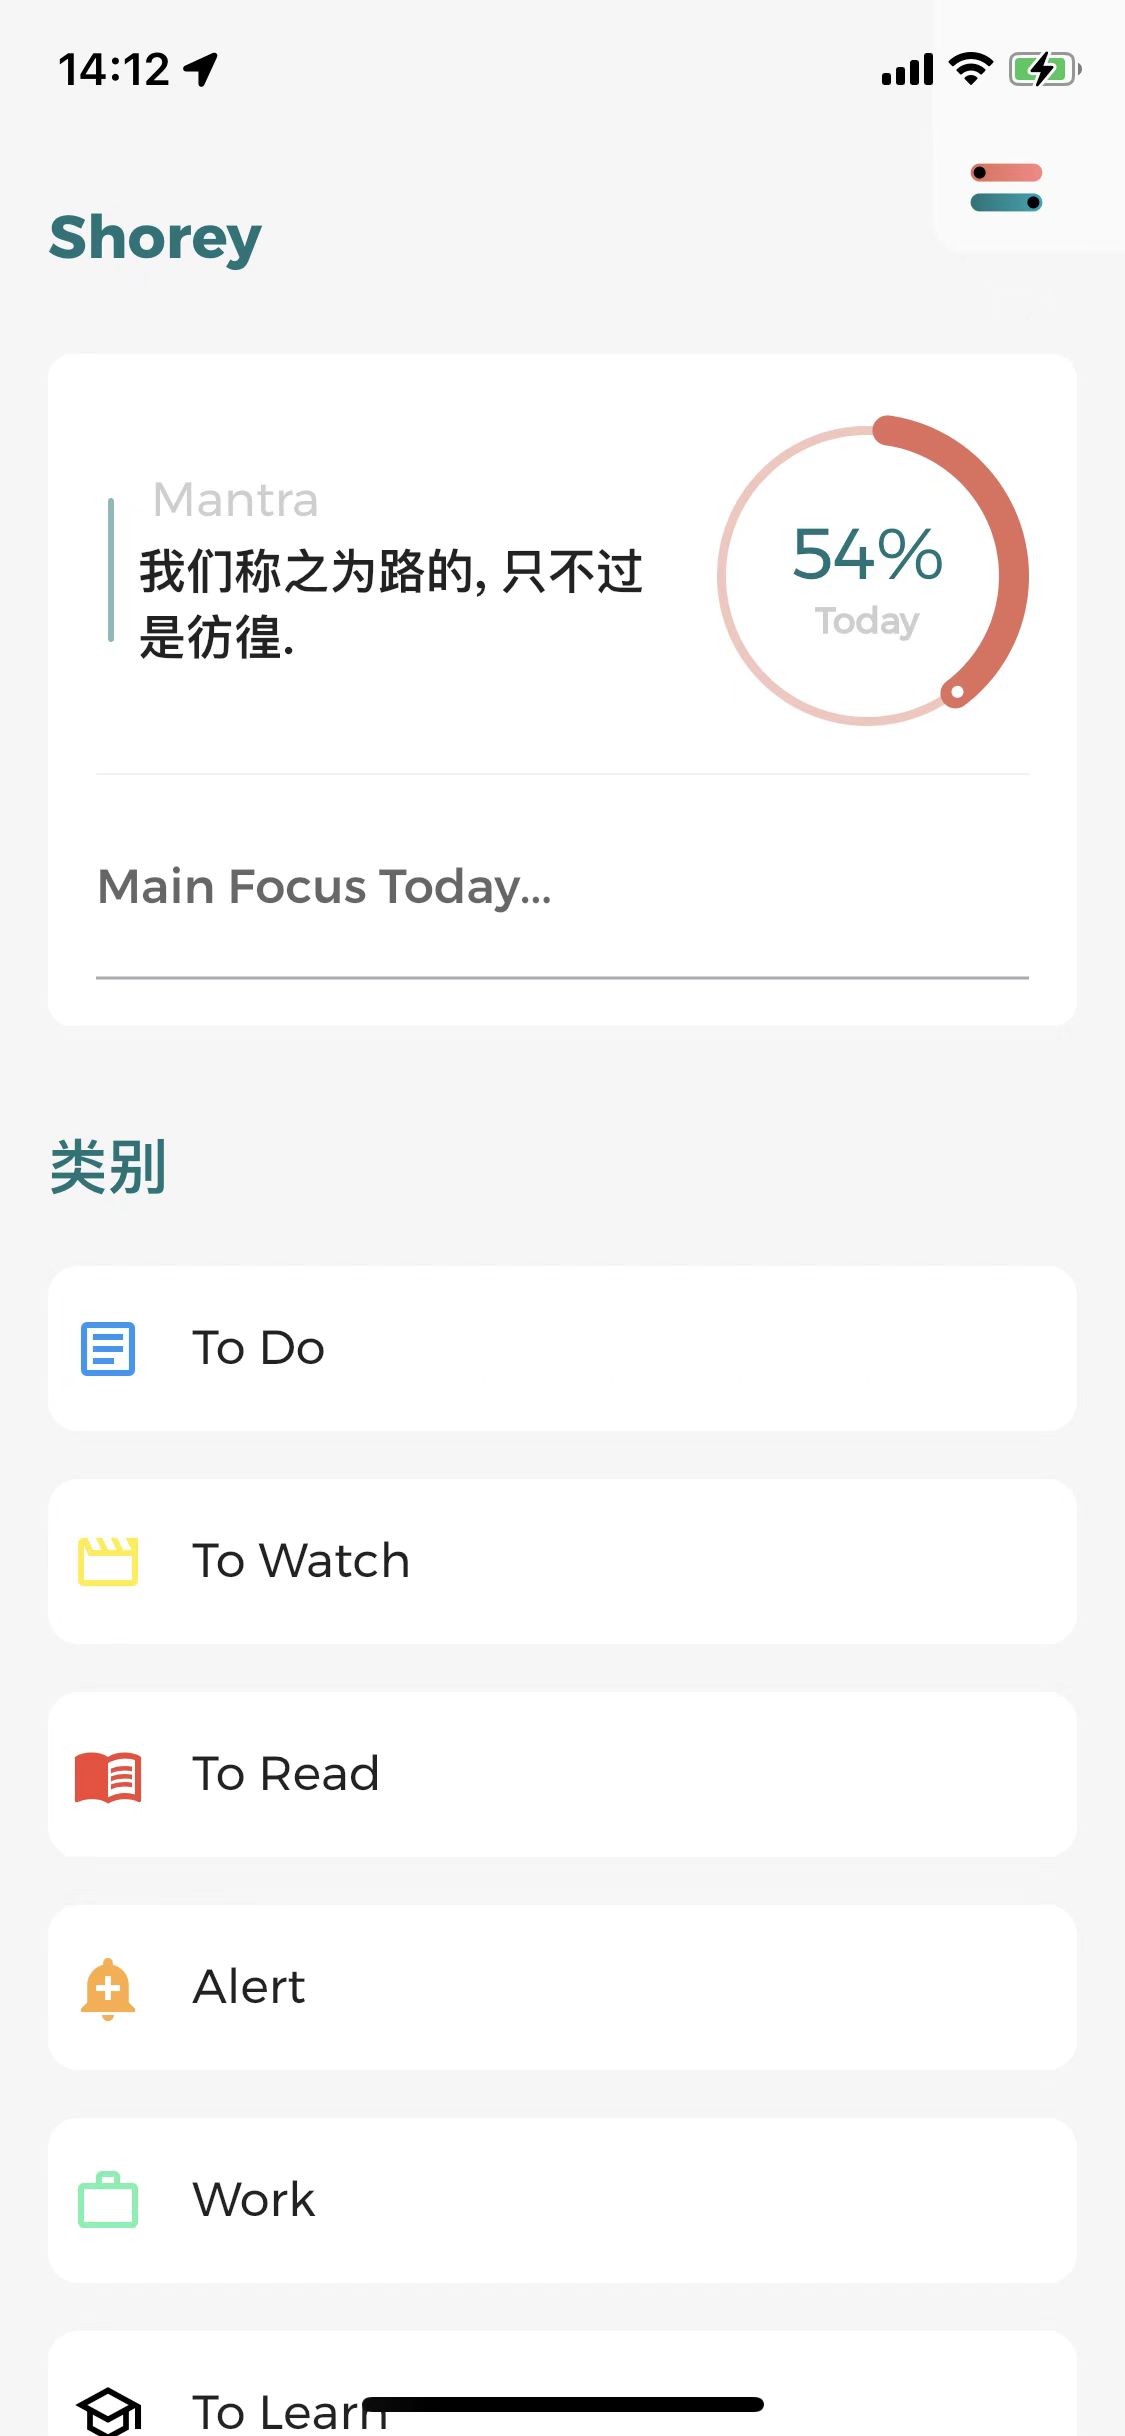 14:12
Shorey
Mantra
我们称之为路的, 只不过
是彷徨.
54%
Today
Main Focus Today...
类别
To Do
To Watch
To Read
Alert
Work
To Learn